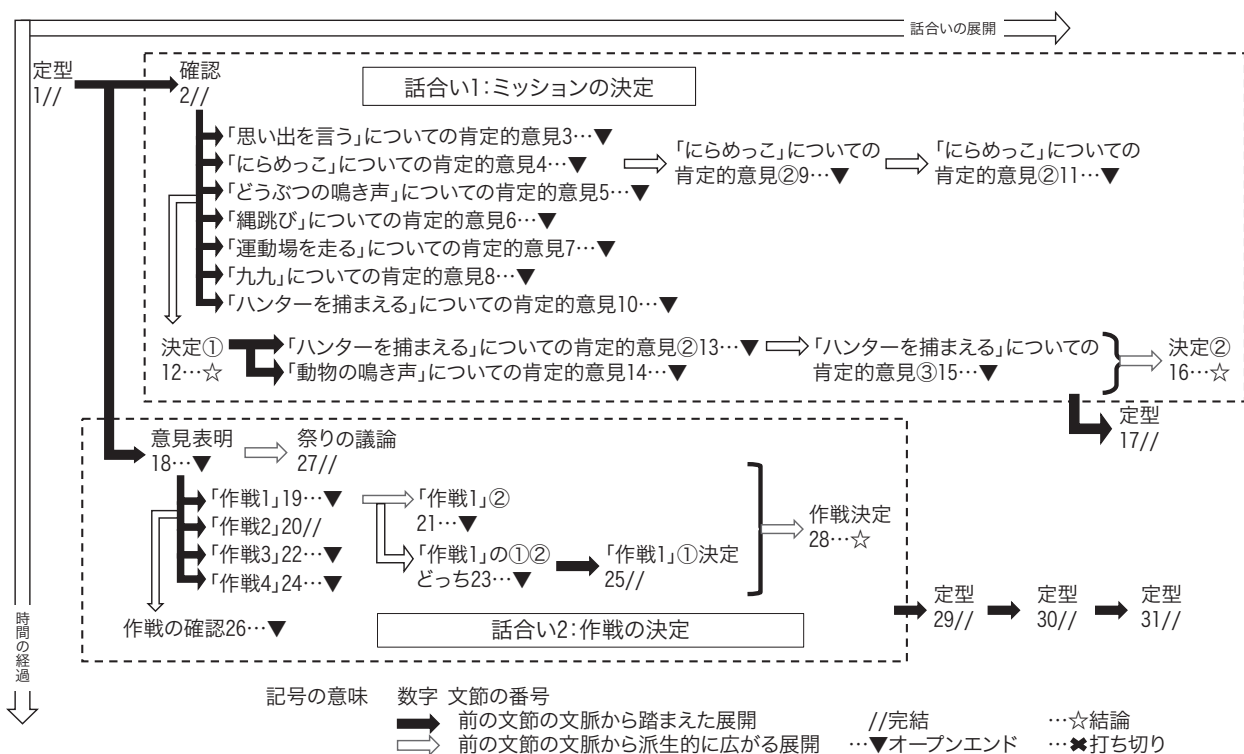 話合いの展開
定型
1//
確認
2//
話合い1：ミッションの決定
「思い出を言う」についての肯定的意見3…▼
「にらめっこ」についての肯定的意見4…▼
「にらめっこ」についての
肯定的意見②9…▼
「にらめっこ」についての
肯定的意見②11…▼
「どうぶつの鳴き声」についての肯定的意見5…▼
「縄跳び」についての肯定的意見6…▼
「運動場を走る」についての肯定的意見7…▼
「九九」についての肯定的意見8…▼
「ハンターを捕まえる」についての肯定的意見10…▼
決定①
12…☆
「ハンターを捕まえる」についての肯定的意見②13…▼
「動物の鳴き声」についての肯定的意見14…▼
「ハンターを捕まえる」についての
肯定的意見③15…▼
決定②
16…☆
定型
17//
意見表明
18…▼
祭りの議論
27//
「作戦1」19…▼
「作戦2」20//
「作戦3」22…▼
「作戦4」24…▼
「作戦1」②
21…▼
「作戦1」の①②
どっち23…▼
「作戦1」①決定
25//
作戦決定
28…☆
作戦の確認26…▼
話合い2：作戦の決定
定型
29//
定型
30//
定型
31//
時間の経過
記号の意味 数字 文節の番号
前の文節の文脈から踏まえた展開 //完結 …☆結論
前の文節の文脈から派生的に広がる展開 …▼オープンエンド …✖打ち切り